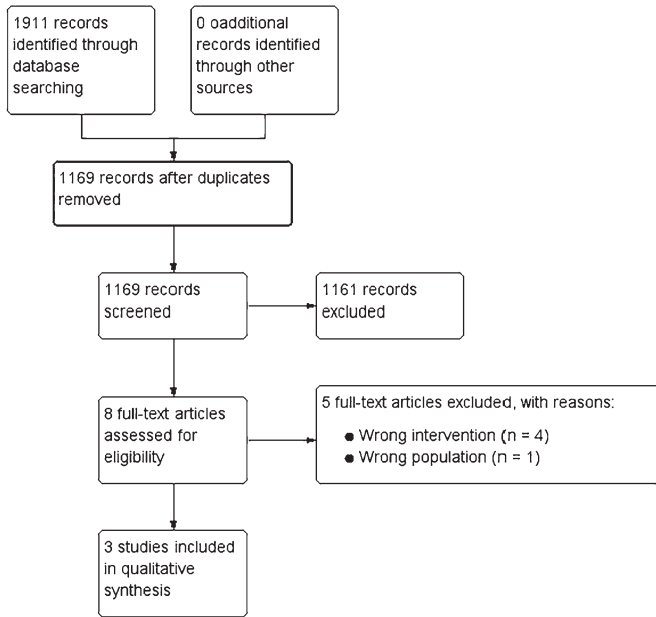 1911 records
identified through
database
searching
0 oadditional
records identified
through other
sources
1169 records after duplicates
removed
1169 records
screened
1161 records
excluded
8 full-text articles
assessed for
eligibility
5 full-text articles excluded, with reasons:
● Wrong intervention (n = 4)
● Wrong population (n = 1)
3 studies included
in qualitative
synthesis